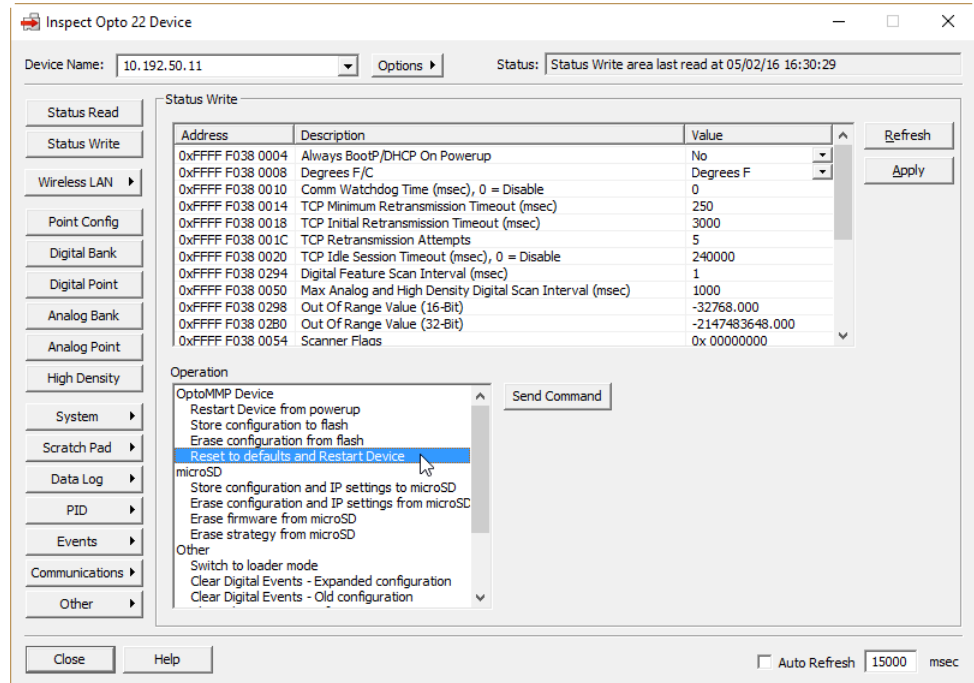 Inspect Opto 22 Device
Device Name: 10.192.50.11 Options Status: Status Write area last read at 05/02/16 16:30:29
Status Read
Status Write
Wireless LAN
Point Config
Digital Bank
Digital Point
Analog Bank
Analog Point
High Density
System
Scratch Pad
Data Log
PID
Events
Communications
Other
Status Write
Address Description Value
0xFFFF F038 0004 Always BootP/DHCP On Powerup No
0xFFFF F038 0008 Degrees F/C Degrees F
0xFFFF F038 0010 Comm Watchdog Time (msec), 0 = Disable 0
0xFFFF F038 0014 TCP Minimum Retransmission Timeout (msec) 250
0xFFFF F038 0018 TCP Initial Retransmission Timeout (msec) 3000
0xFFFF F038 001C TCP Retransmission Attempts 5
0xFFFF F038 0020 TCP Idle Session Timeout (msec), 0 = Disable 240000
0xFFFF F038 0294 Digital Feature Scan Interval (msec) 1
0xFFFF F038 0050 Max Analog and High Density Digital Scan Interval (msec) 1000
0xFFFF F038 0298 Out Of Range Value (16-Bit) -32768.000
0xFFFF F038 02B0 Out Of Range Value (32-Bit) -2147483648.000
0xFFFF F038 0054 Scanner Flags 0x 00000000
Refresh
Apply
Operation
OptoMMP Device
Restart Device from powerup
Store configuration to flash
Erase configuration from flash
Reset to defaults and Restart Device
microSD
Store configuration and IP settings to microSD
Erase configuration and IP settings from microSD
Erase firmware from microSD
Erase strategy from microSD
Other
Switch to loader mode
Clear Digital Events - Expanded configuration
Clear Digital Events - Old configuration
Send Command
Close Help Auto Refresh 15000 msec